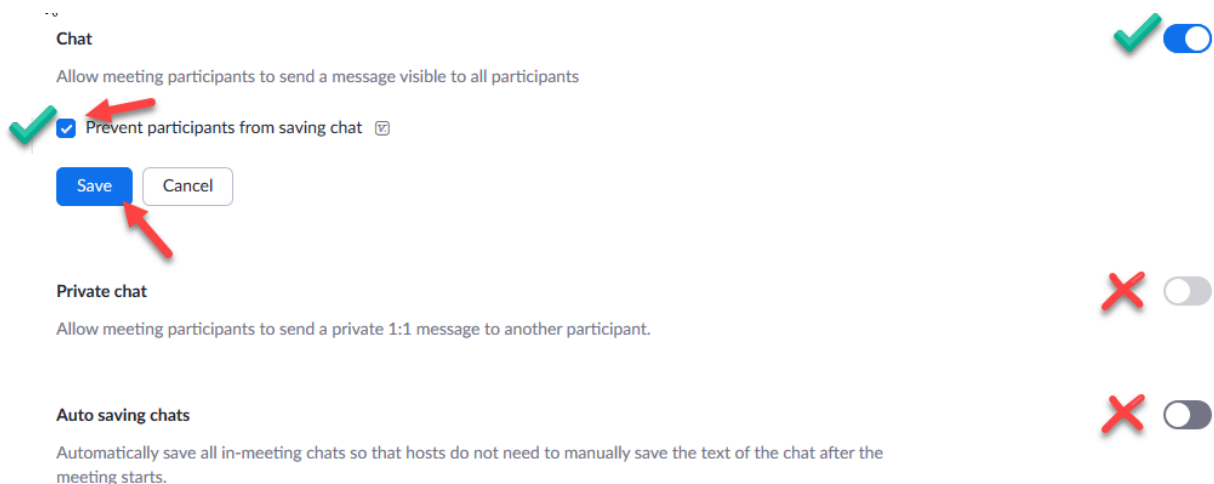 Chat
Allow meeting participants to send a message visible to all participants
Prevent participants from saving chat
Save Cancel
Private chat
Allow meeting participants to send a private 1:1 message to another participant.
Auto saving chats
Automatically save all in-meeting chats so that hosts do not need to manually save the text of the chat after the
meeting starts.